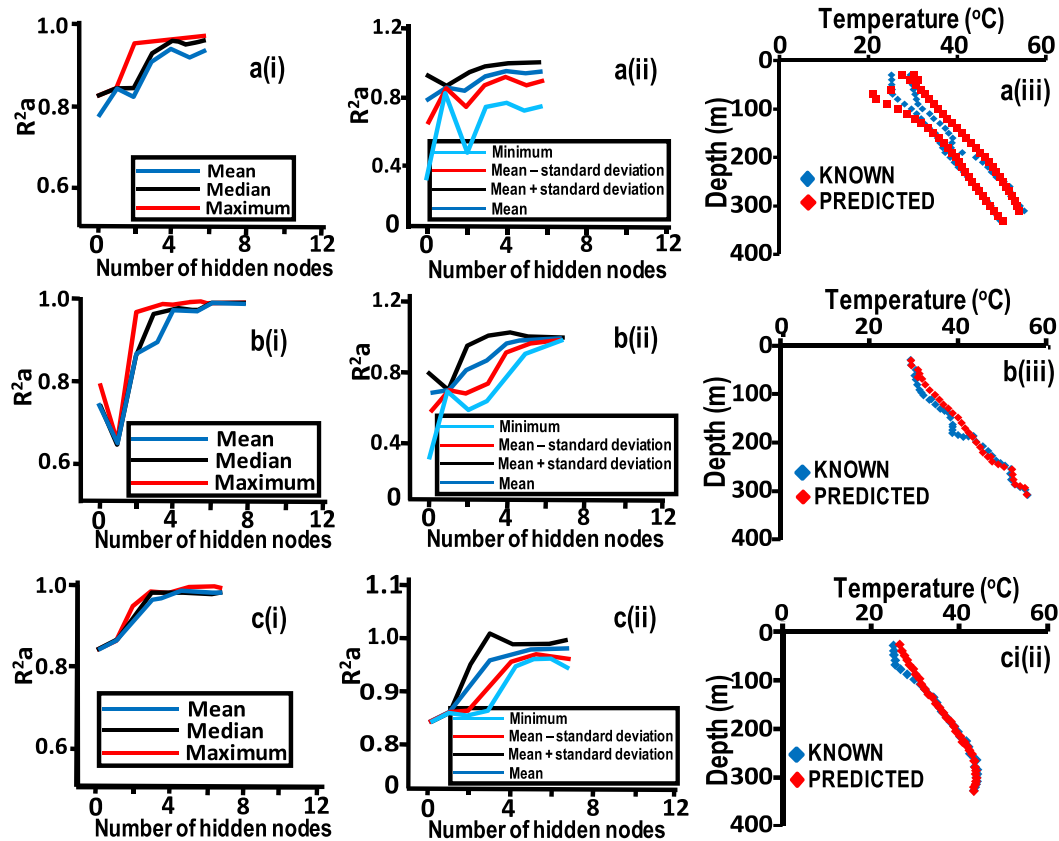 1.0
0.8
0.6
R²a
a(i)
Mean
Median
Maximum
0 4 8 12
Number of hidden nodes
1.2
0.8
0.4
0
R²a
a(ii)
Minimum
Mean – standard deviation
Mean + standard deviation
Mean
0 4 8 12
Number of hidden nodes
Temperature (oC)
0 20 40 60
0
100
200
300
400
Depth (m)
a(iii)
KNOWN
PREDICTED
1.0
0.8
0.6
R²a
b(i)
Mean
Median
Maximum
0 4 8 12
Number of hidden nodes
1.2
0.8
0.4
0
R²a
b(ii)
Minimum
Mean – standard deviation
Mean + standard deviation
Mean
0 4 8 12
Number of hidden nodes
Temperature (oC)
0 20 40 60
0
100
200
300
400
Depth (m)
b(iii)
KNOWN
PREDICTED
1.0
0.8
0.6
R²a
c(i)
Mean
Median
Maximum
0 4 8 12
Number of hidden nodes
1.1
1.0
0.9
0.8
0
R²a
c(ii)
Minimum
Mean – standard deviation
Mean + standard deviation
Mean
0 4 8 12
Number of hidden nodes
Temperature (oC)
0 20 40 60
0
100
200
300
400
Depth (m)
ci(ii)
KNOWN
PREDICTED